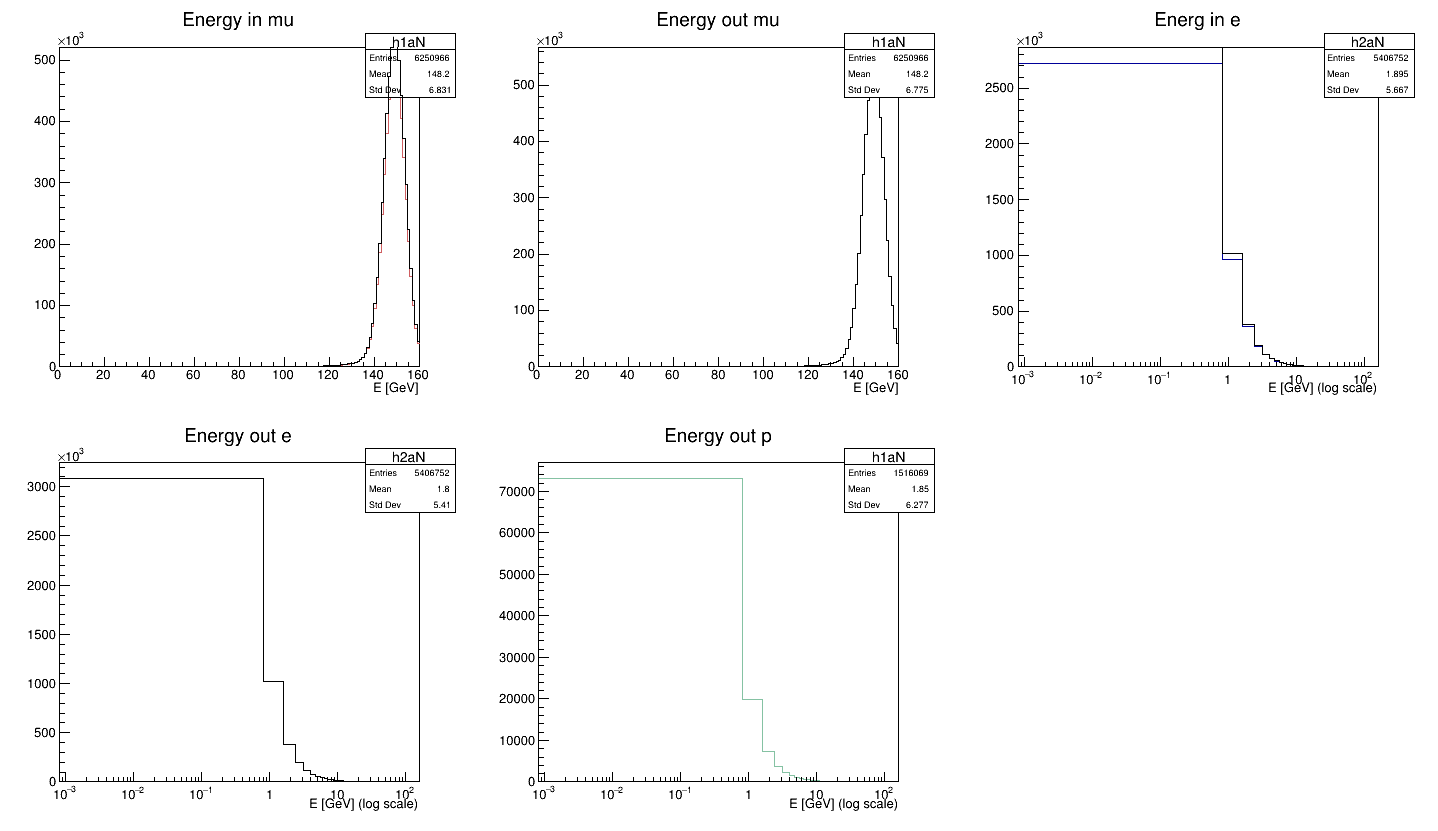 Energy in mu
×10³
h1aN
Entries 6250966
Mean 148.2
Std Dev 6.831
500
400
300
200
100
0
0 20 40 60 80 100 120 140 160
E [GeV]
Energy out mu
×10³
h1aN
Entries 6250966
Mean 148.2
Std Dev 6.775
500
400
300
200
100
0
0 20 40 60 80 100 120 140 160
E [GeV]
Energ in e
×10³
h2aN
Entries 5406752
Mean 1.895
Std Dev 5.667
2500
2000
1500
1000
500
0
10⁻³ 10⁻² 10⁻¹ 1 10 10²
E [GeV] (log scale)
Energy out e
×10³
h2aN
Entries 5406752
Mean 1.8
Std Dev 5.41
3000
2500
2000
1500
1000
500
0
10⁻³ 10⁻² 10⁻¹ 1 10 10²
E [GeV] (log scale)
Energy out p
h1aN
Entries 1516069
Mean 1.85
Std Dev 6.277
70000
60000
50000
40000
30000
20000
10000
0
10⁻³ 10⁻² 10⁻¹ 1 10 10²
E [GeV] (log scale)